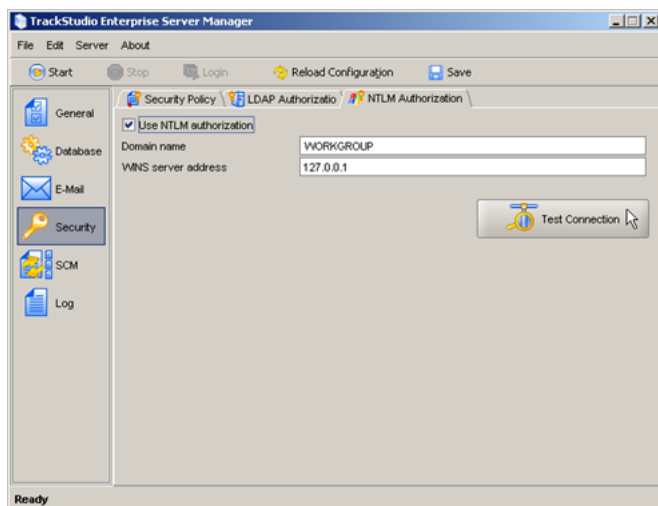 TrackStudio Enterprise Server Manager
File Edit Server About
Start Stop Login Reload Configuration Save
General
Database
E-Mail
Security
SCM
Log
Security Policy LDAP Authorizatio NTLM Authorization
Use NTLM authorization
Domain name WORKGROUP
WINS server address 127.0.0.1
Test Connection
Ready